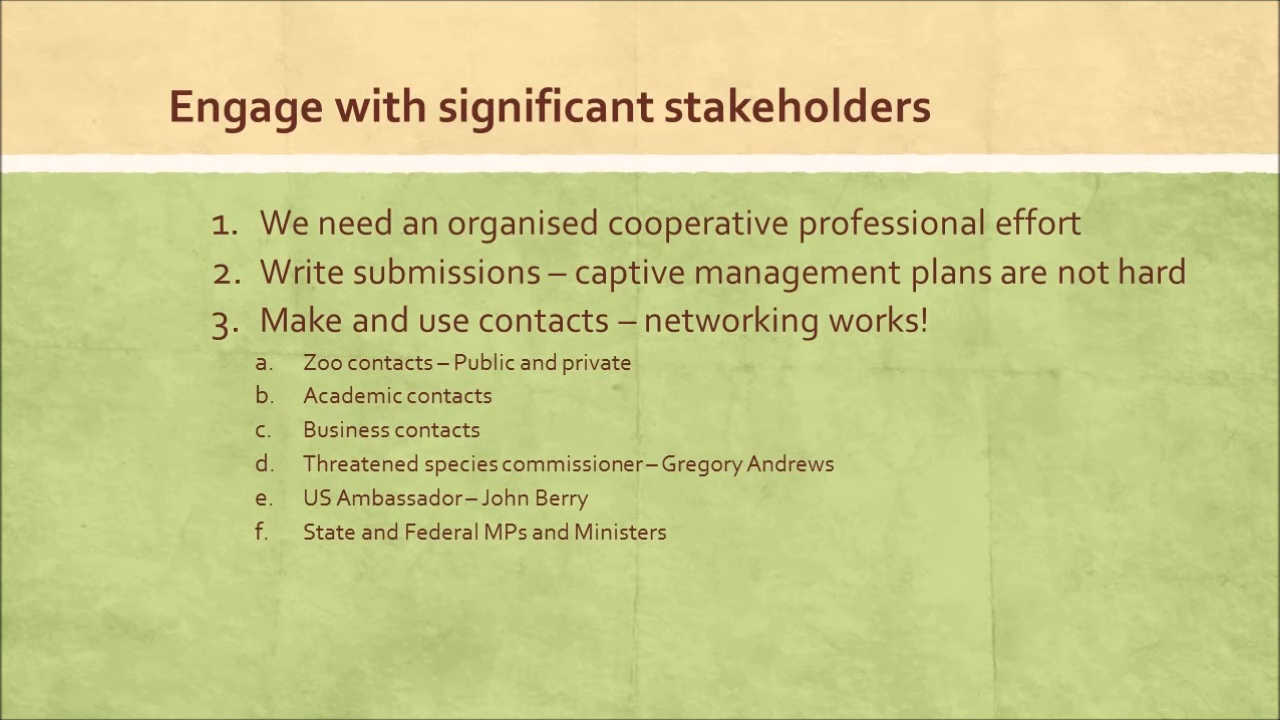 Engage with significant stakeholders
1. We need an organised cooperative professional effort
2. Write submissions – captive management plans are not hard
3. Make and use contacts – networking works!
a. Zoo contacts – Public and private
b. Academic contacts
c. Business contacts
d. Threatened species commissioner – Gregory Andrews
e. US Ambassador – John Berry
f. State and Federal MPs and Ministers